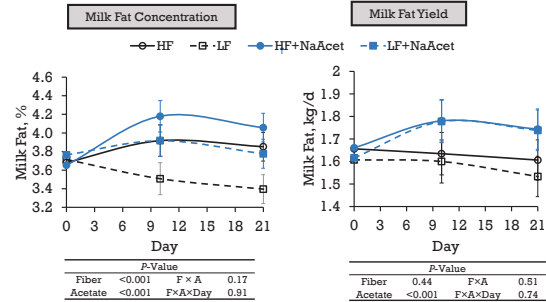 Milk Fat Concentration
Milk Fat Yield
HF LF HF+NaAcet LF+NaAcet
Milk Fat, %
4.6
4.4
4.2
4.0
3.8
3.6
3.4
3.2
0 3 6 9 12 15 18 21
Day
Milk Fat, kg/d
2
1.9
1.8
1.7
1.6
1.5
1.4
0 3 6 9 12 15 18 21
Day
P-Value
Fiber <0.001 F × A 0.17
Acetate <0.001 F×A×Day 0.91
P-Value
Fiber 0.44 F×A 0.51
Acetate <0.001 F×A×Day 0.74